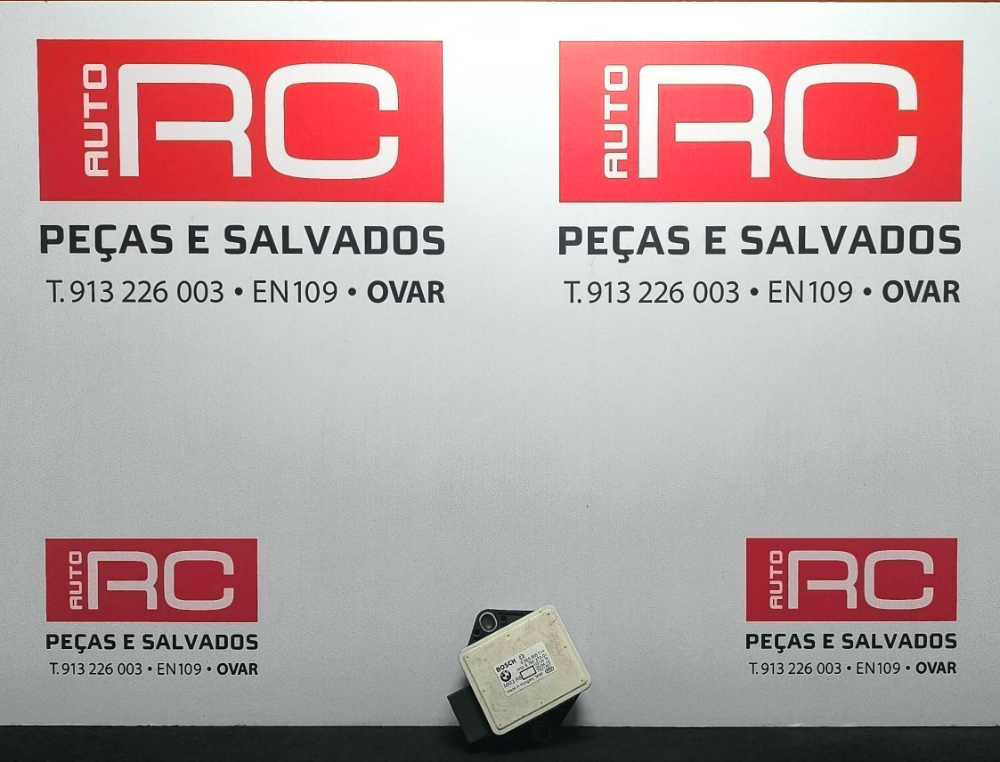 AUTO RC
PEÇAS E SALVADOS
T. 913 226 003 • EN109 • OVAR
AUTO RC
PEÇAS E SALVADOS
T. 913 226 003 • EN109 • OVAR
AUTO RC
PEÇAS E SALVADOS
T. 913 226 003 • EN109 • OVAR
BOSCH
AUTO RC
PEÇAS E SALVADOS
T. 913 226 003 • EN109 • OVAR